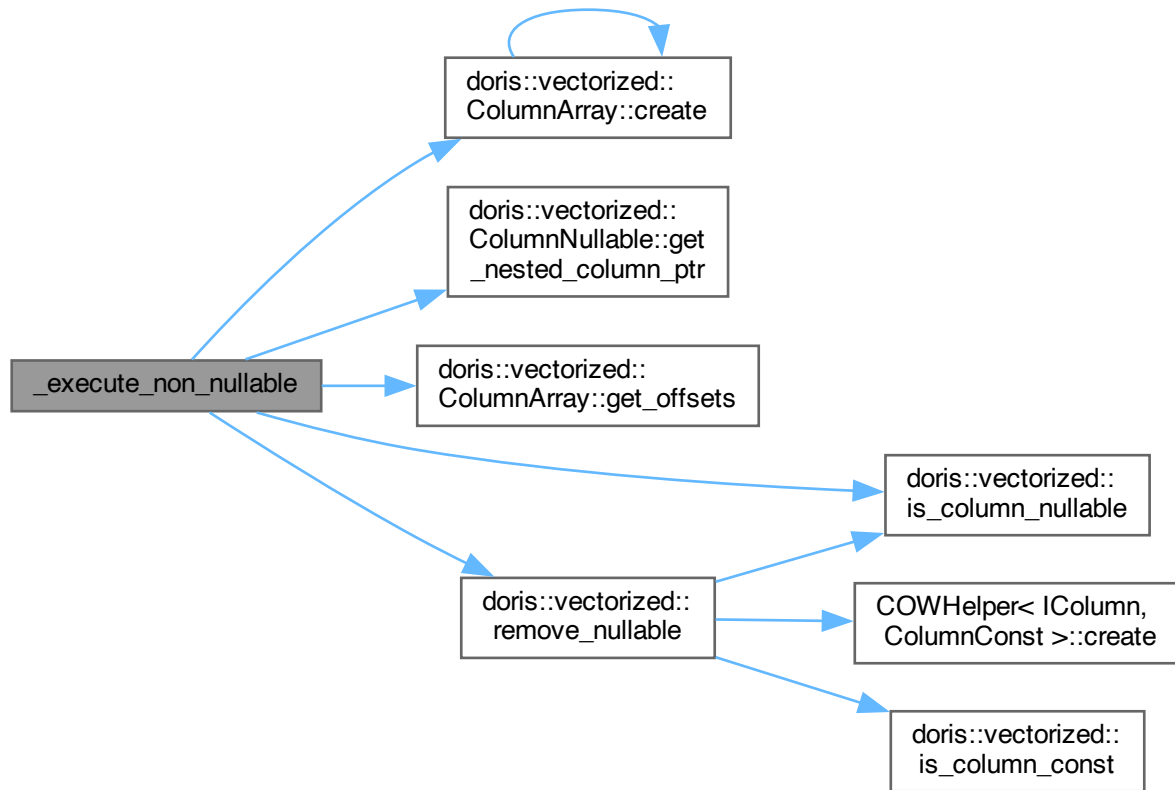 doris::vectorized::
ColumnArray::create
doris::vectorized::
ColumnNullable::get
_nested_column_ptr
_execute_non_nullable
doris::vectorized::
ColumnArray::get_offsets
doris::vectorized::
is_column_nullable
doris::vectorized::
remove_nullable
COWHelper< IColumn,
ColumnConst >::create
doris::vectorized::
is_column_const